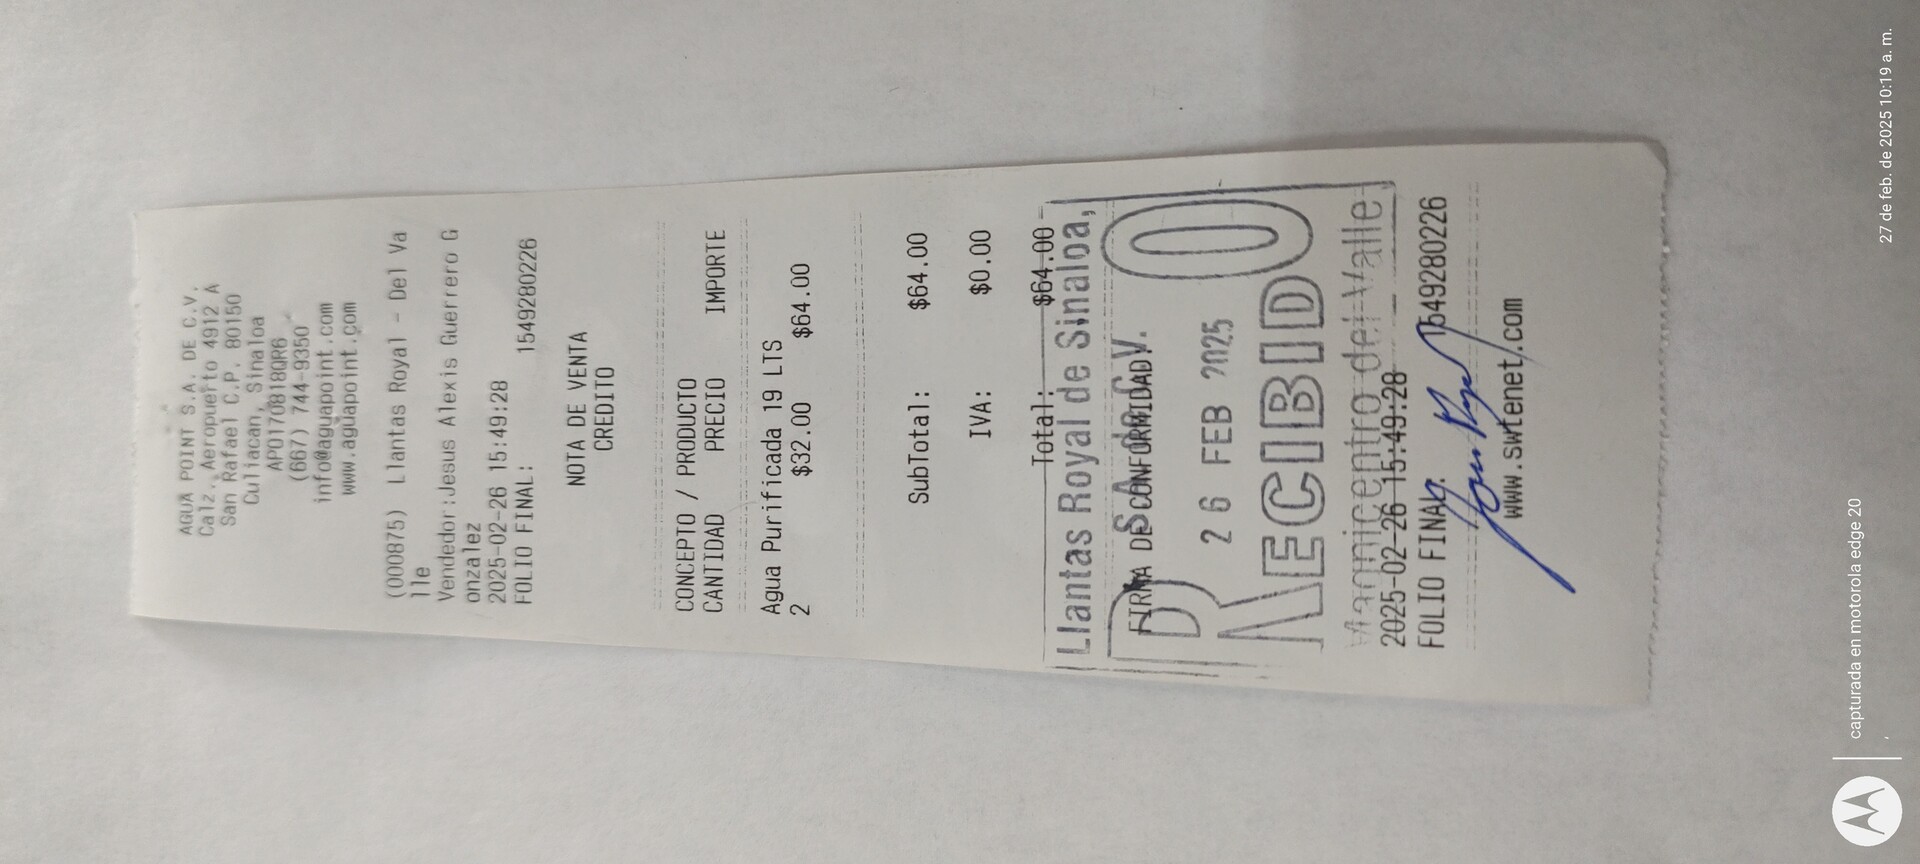 AGUA POINT S.A. DE C.V.
Calz. Aeropuerto 4912 A
San Rafael C.P. 80150
Culiacan, Sinaloa
APO170818QR6
(667) 744-9350
info@aguapoint.com
www.aguapoint.com
(000875) Llantas Royal - Del Va
lle
Vendedor:Jesus Alexis Guerrero G
onzalez
2025-02-26 15:49:28
FOLIO FINAL: 1549280226
NOTA DE VENTA
CREDITO
CONCEPTO / PRODUCTO
CANTIDAD PRECIO IMPORTE
Agua Purificada 19 LTS
2 $32.00 $64.00
SubTotal: $64.00
IVA: $0.00
Total: $64.00
Llantas Royal de Sinaloa,
S.A. de C.V.
FIRMA DE CONFORMIDAD
26 FEB 2025
RECIBIDO
Magnicentro del Valle
2025-02-26 15:49:28
FOLIO FINAL: 1549280226
www.swtenet.com
capturada en motorola edge 20
27 de feb. de 2025 10:19 a. m.